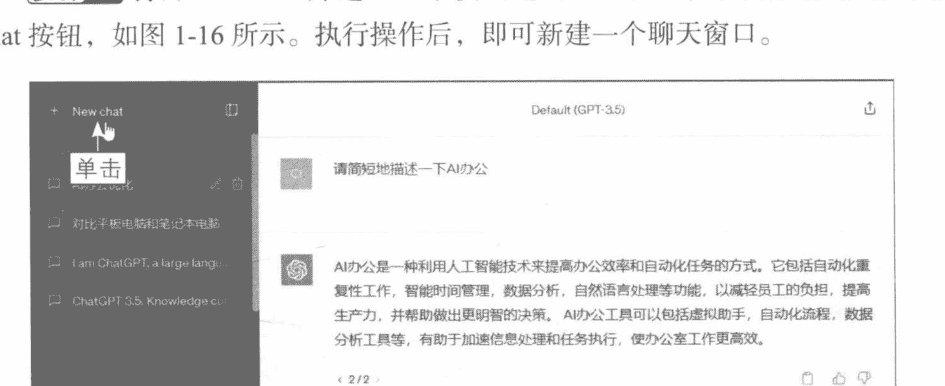 at 按钮，如图 1-16 所示。执行操作后，即可新建一个聊天窗口。
+ New chat
Default (GPT-3.5)
单击
请简短地描述一下AI办公
对比平板电脑和笔记本电脑
I am ChatGPT, a large langu
AI办公是一种利用人工智能技术来提高办公效率和自动化任务的方式。它包括自动化重
复性工作，智能时间管理，数据分析，自然语言处理等功能，以减轻员工的负担，提高
ChatGPT 3.5: Knowledge cu
生产力，并帮助做出更明智的决策。 AI办公工具可以包括虚拟助手，自动化流程，数据
分析工具等，有助于加速信息处理和任务执行，使办公室工作更高效。
‹ 2/2 ›